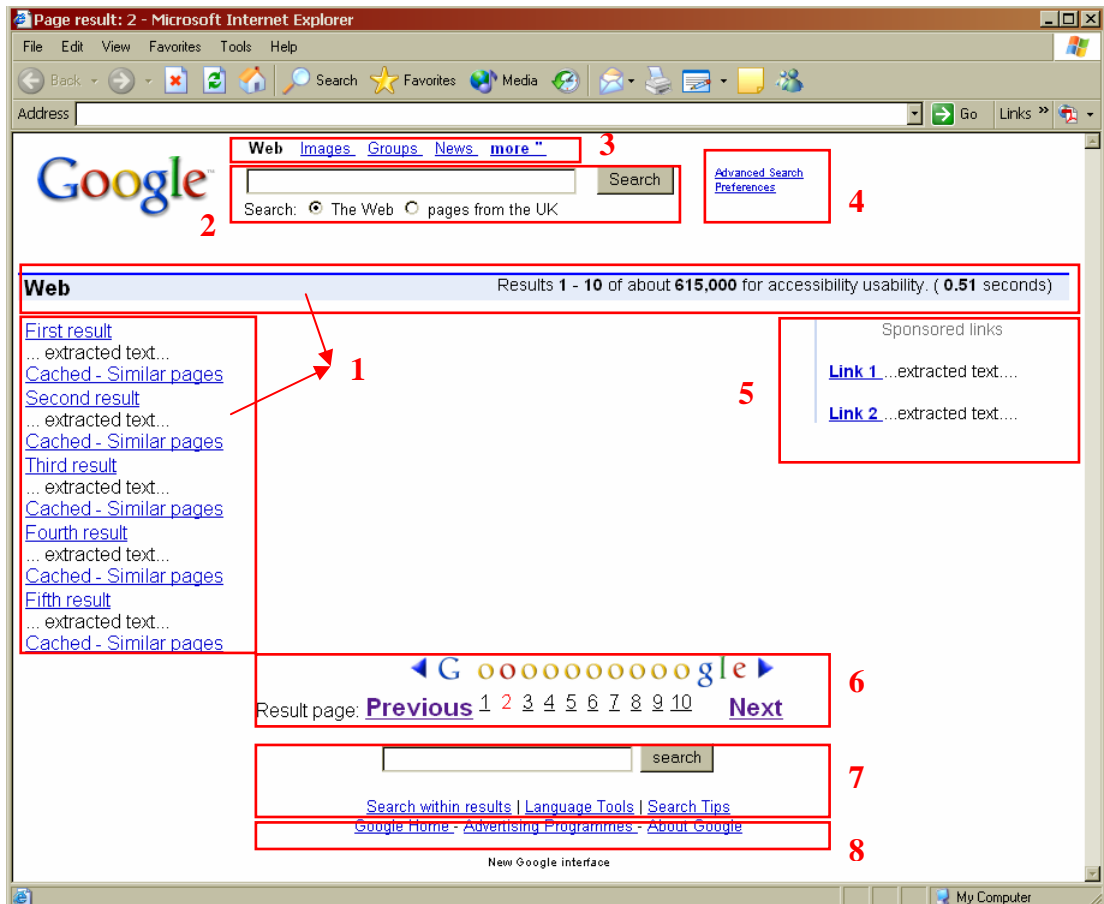 Page result: 2 - Microsoft Internet Explorer
File Edit View Favorites Tools Help
Back Search Favorites Media
Address Go Links »
Web Images Groups News more " 3
Google™
Search
Advanced Search
Preferences
4
2 Search: The Web pages from the UK
Web Results 1 - 10 of about 615,000 for accessibility usability. ( 0.51 seconds)
1
First result
... extracted text...
Cached - Similar pages
Second result
... extracted text...
Cached - Similar pages
Third result
... extracted text...
Cached - Similar pages
Fourth result
... extracted text...
Cached - Similar pages
Fifth result
... extracted text...
Cached - Similar pages
Sponsored links
5
Link 1 ...extracted text....
Link 2 ...extracted text....
G oooooooooogle
6
Result page: Previous 1 2 3 4 5 6 7 8 9 10 Next
search
7
Search within results | Language Tools | Search Tips
Google Home - Advertising Programmes - About Google
8
New Google interface
My Computer